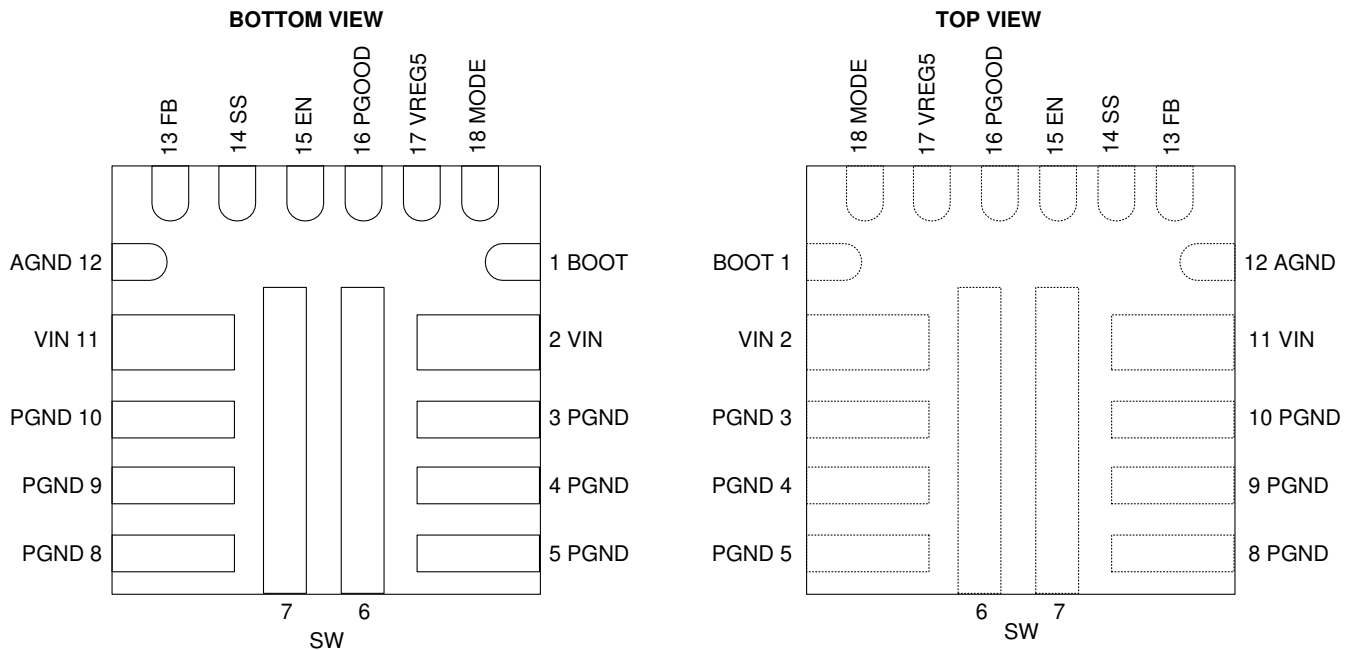 BOTTOM VIEW
13 FB
14 SS
15 EN
16 PGOOD
17 VREG5
18 MODE
AGND 12
1 BOOT
VIN 11
2 VIN
PGND 10
3 PGND
PGND 9
4 PGND
PGND 8
5 PGND
7
6
SW
TOP VIEW
18 MODE
17 VREG5
16 PGOOD
15 EN
14 SS
13 FB
BOOT 1
12 AGND
VIN 2
11 VIN
PGND 3
10 PGND
PGND 4
9 PGND
PGND 5
8 PGND
6
7
SW